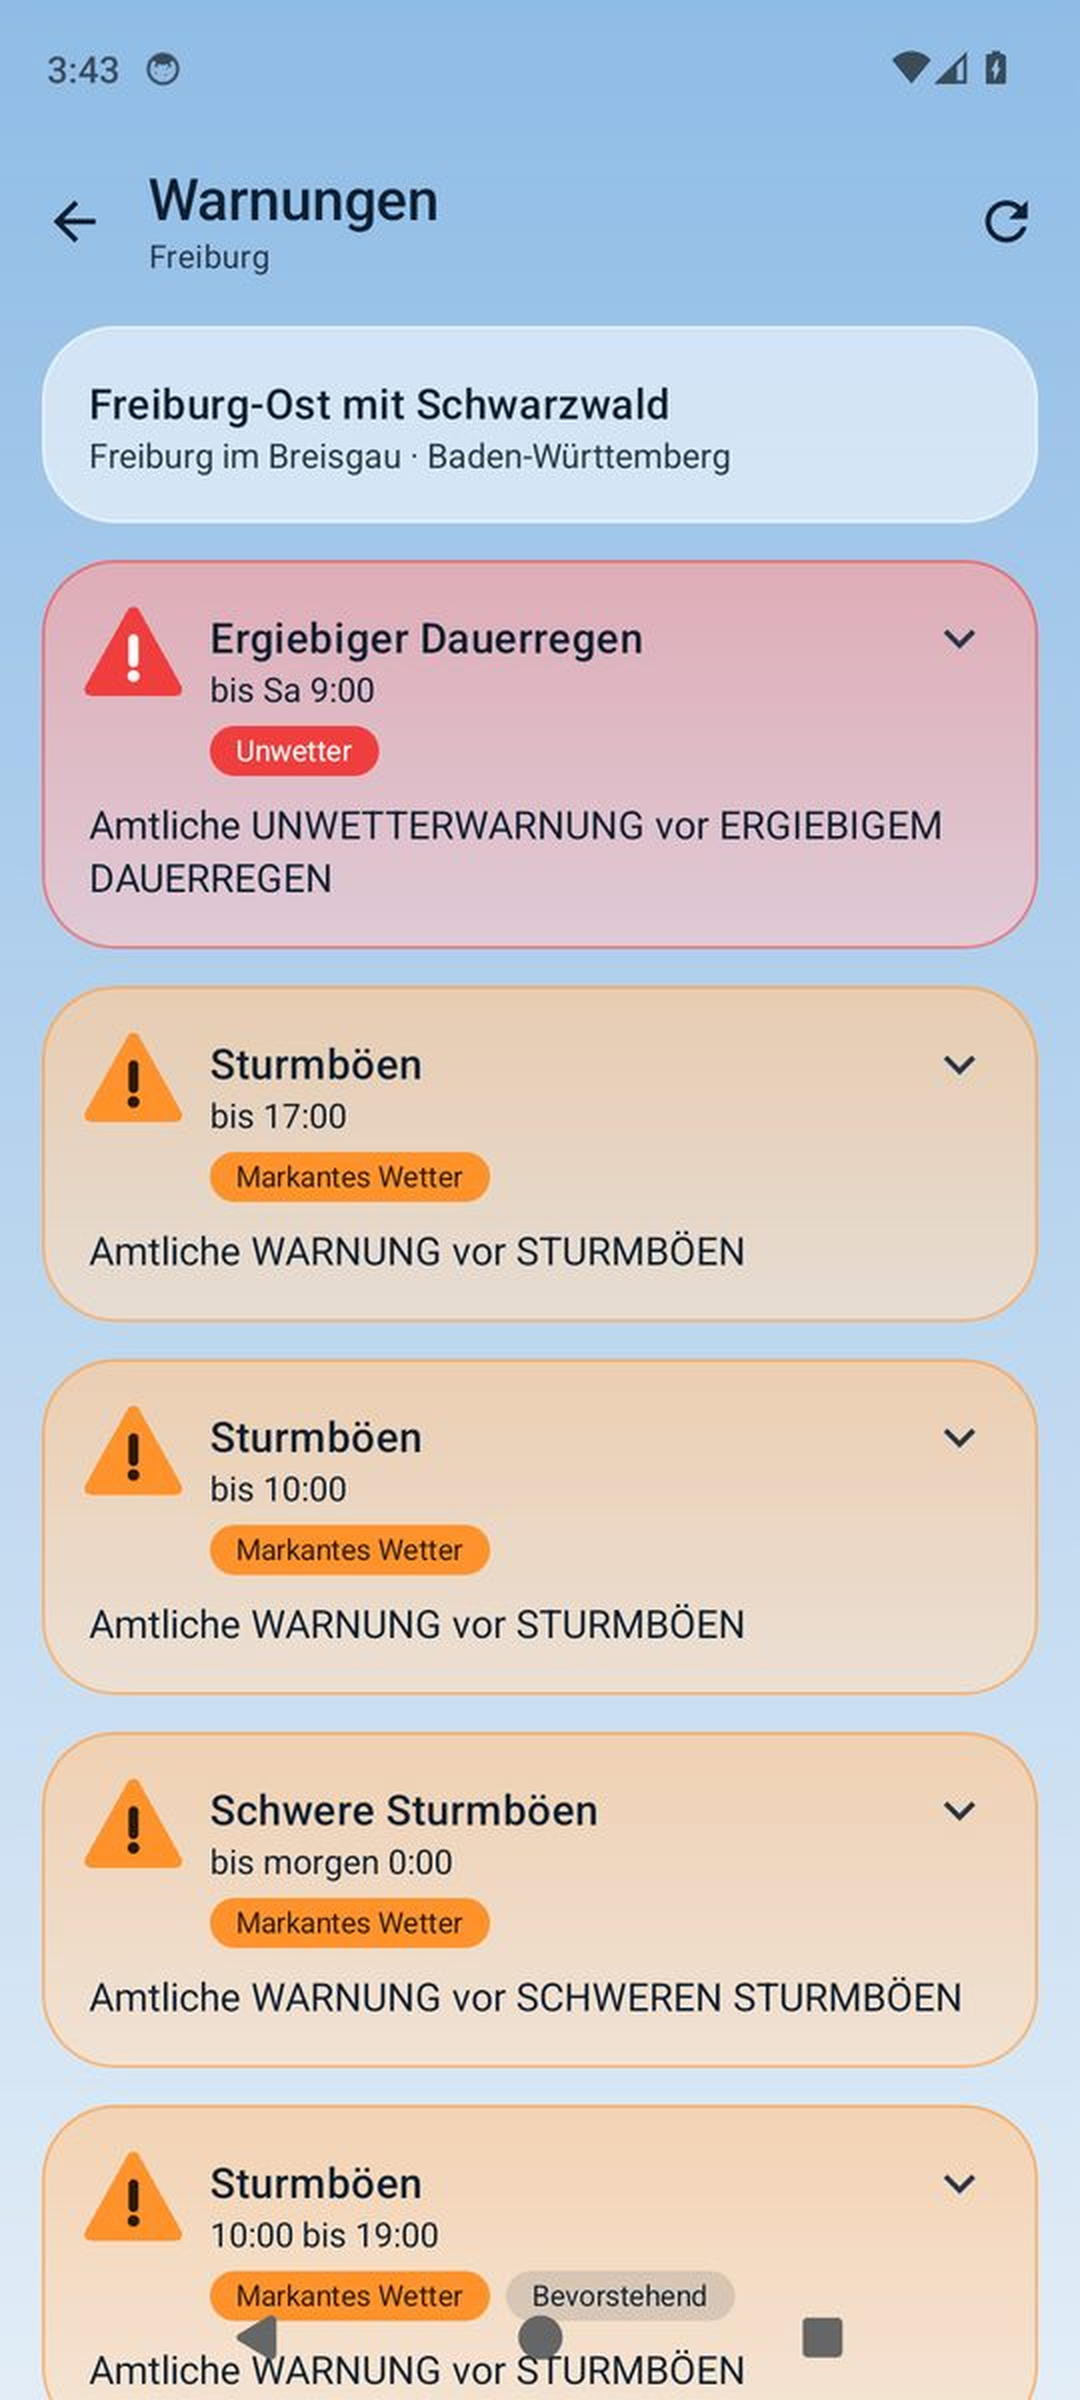 3:43
Warnungen
Freiburg
Freiburg-Ost mit Schwarzwald
Freiburg im Breisgau · Baden-Württemberg
Ergiebiger Dauerregen
bis Sa 9:00
Unwetter
Amtliche UNWETTERWARNUNG vor ERGIEBIGEM
DAUERREGEN
Sturmböen
bis 17:00
Markantes Wetter
Amtliche WARNUNG vor STURMBÖEN
Sturmböen
bis 10:00
Markantes Wetter
Amtliche WARNUNG vor STURMBÖEN
Schwere Sturmböen
bis morgen 0:00
Markantes Wetter
Amtliche WARNUNG vor SCHWEREN STURMBÖEN
Sturmböen
10:00 bis 19:00
Markantes Wetter Bevorstehend
Amtliche WARNUNG vor STURMBÖEN